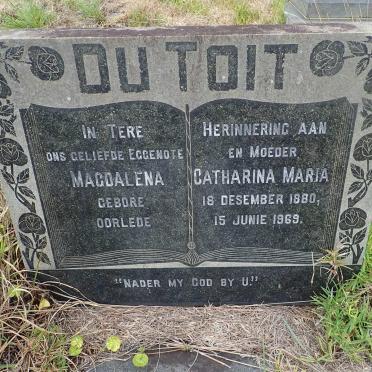 DU TOIT
IN TERE HERINNERING AAN
ONS GELIEFDE EGGENOTE EN MOEDER
MAGDALENA CATHARINA MARIA
GEBORE 18 DESEMBER 1880,
OORLEDE 15 JUNIE 1969.
"NADER MY GOD BY U."